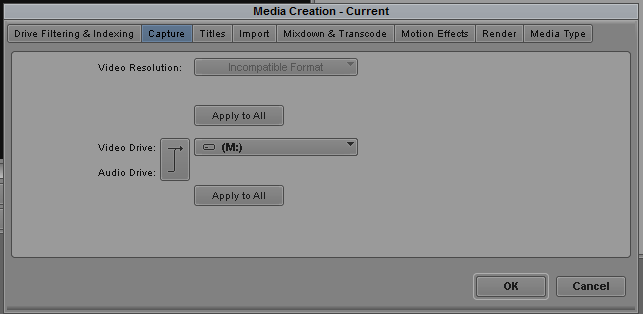 Media Creation - Current
Drive Filtering & Indexing Capture Titles Import Mixdown & Transcode Motion Effects Render Media Type
Video Resolution: Incompatible Format
Apply to All
Video Drive: (M:)
Audio Drive:
Apply to All
OK Cancel